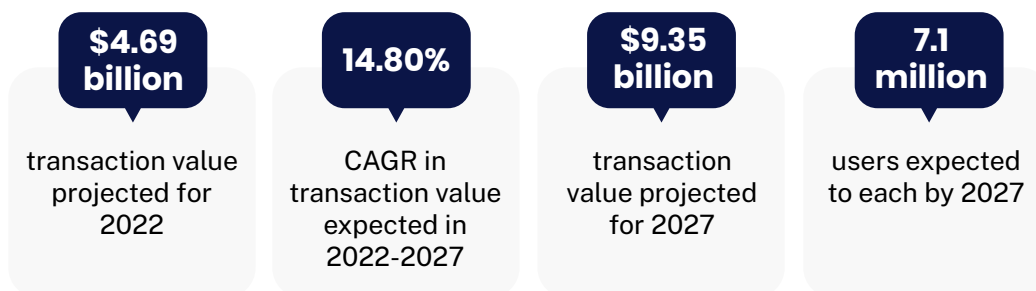 $4.69
billion
transaction value
projected for
2022
14.80%
CAGR in
transaction value
expected in
2022-2027
$9.35
billion
transaction
value projected
for 2027
7.1
million
users expected
to each by 2027